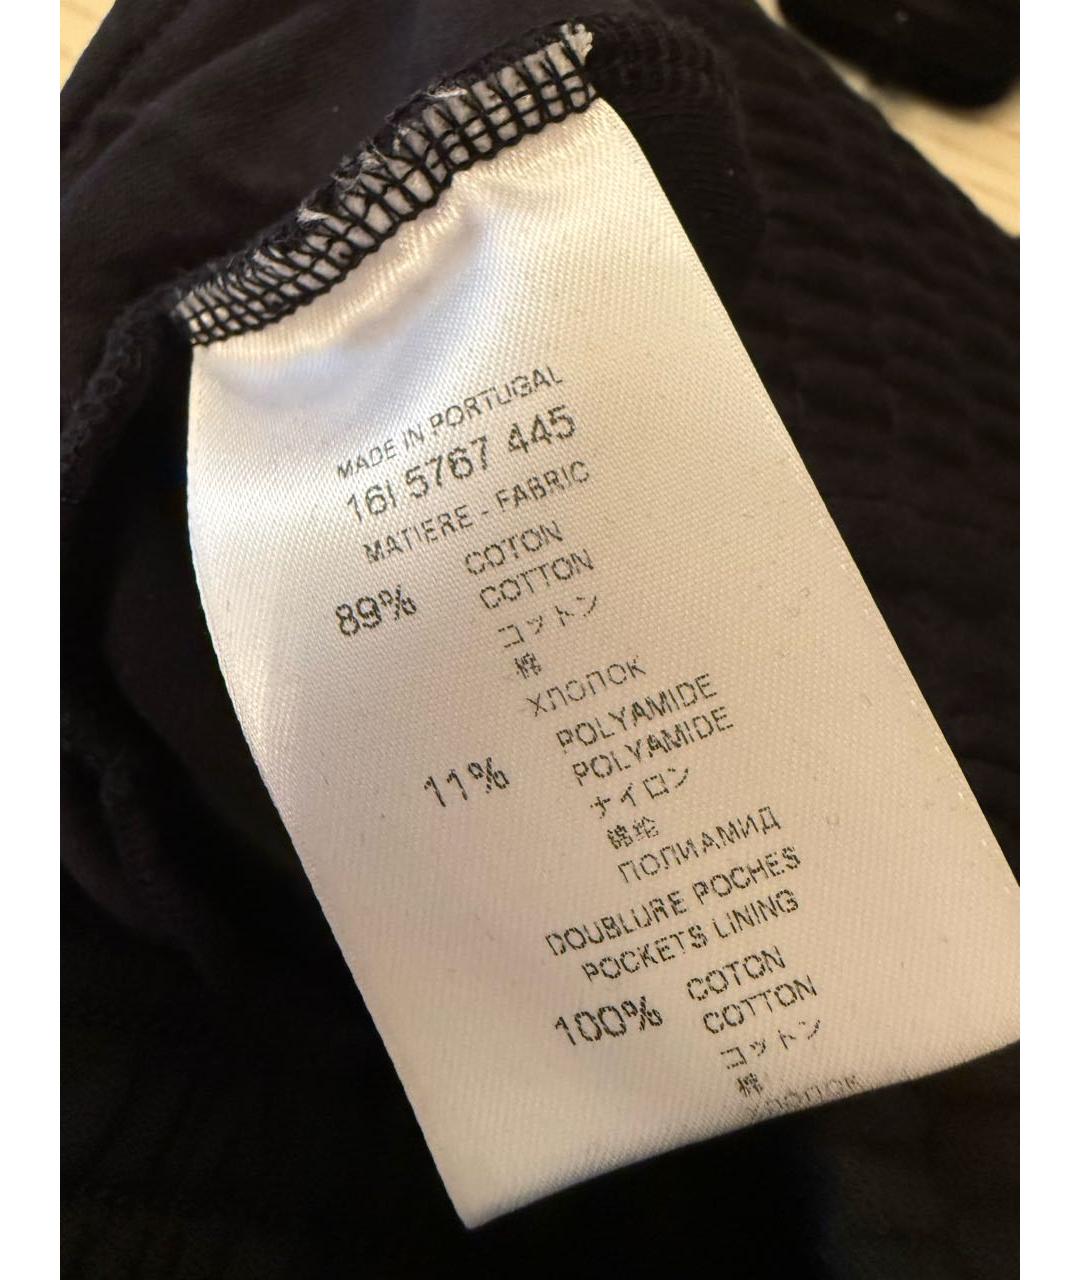 MADE IN PORTUGAL
16I 5767 445
MATIERE - FABRIC
89% COTON
COTTON
コットン
棉
ХЛОПОК
11% POLYAMIDE
POLYAMIDE
ナイロン
錦纶
ПОЛИАМИД
DOUBLURE POCHES
POCKETS LINING
100% COTON
COTTON
コットン
棉
ХЛОПОК